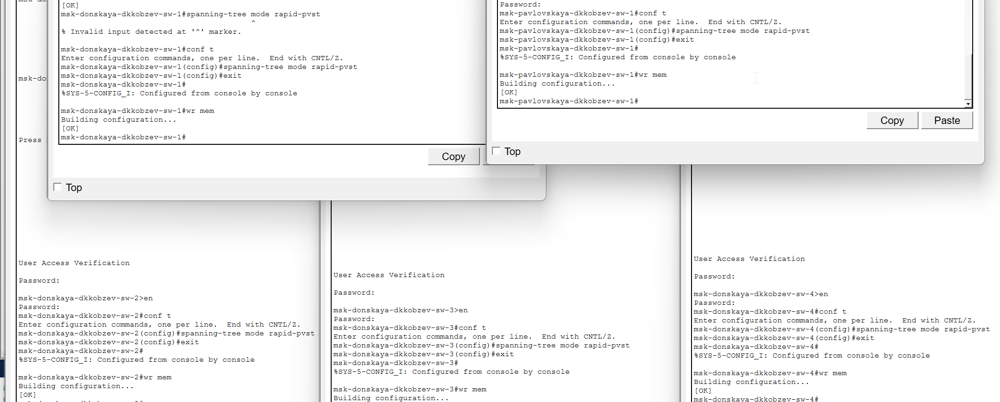 [OK]
msk-donskaya-dkkobzev-sw-1#spanning-tree mode rapid-pvst
^
% Invalid input detected at '^' marker.
msk-donskaya-dkkobzev-sw-1#conf t
Enter configuration commands, one per line.  End with CNTL/Z.
msk-donskaya-dkkobzev-sw-1(config)#spanning-tree mode rapid-pvst
msk-donskaya-dkkobzev-sw-1(config)#exit
msk-donskaya-dkkobzev-sw-1#
%SYS-5-CONFIG_I: Configured from console by console
msk-donskaya-dkkobzev-sw-1#wr mem
Building configuration...
[OK]
msk-donskaya-dkkobzev-sw-1#
Copy
Top
Password:
msk-pavlovskaya-dkkobzev-sw-1#conf t
Enter configuration commands, one per line.  End with CNTL/Z.
msk-pavlovskaya-dkkobzev-sw-1(config)#spanning-tree mode rapid-pvst
msk-pavlovskaya-dkkobzev-sw-1(config)#exit
msk-pavlovskaya-dkkobzev-sw-1#
%SYS-5-CONFIG_I: Configured from console by console
msk-pavlovskaya-dkkobzev-sw-1#wr mem
Building configuration...
[OK]
msk-pavlovskaya-dkkobzev-sw-1#
Copy Paste
Top
msk-do
Press
User Access Verification
Password:
msk-donskaya-dkkobzev-sw-2>en
Password:
msk-donskaya-dkkobzev-sw-2#conf t
Enter configuration commands, one per line.  End with CNTL/Z.
msk-donskaya-dkkobzev-sw-2(config)#spanning-tree mode rapid-pvst
msk-donskaya-dkkobzev-sw-2(config)#exit
msk-donskaya-dkkobzev-sw-2#
%SYS-5-CONFIG_I: Configured from console by console
msk-donskaya-dkkobzev-sw-2#wr mem
Building configuration...
[OK]
User Access Verification
Password:
msk-donskaya-dkkobzev-sw-3>en
Password:
msk-donskaya-dkkobzev-sw-3#conf t
Enter configuration commands, one per line.  End with CNTL/Z.
msk-donskaya-dkkobzev-sw-3(config)#spanning-tree mode rapid-pvst
msk-donskaya-dkkobzev-sw-3(config)#exit
msk-donskaya-dkkobzev-sw-3#
%SYS-5-CONFIG_I: Configured from console by console
msk-donskaya-dkkobzev-sw-3#wr mem
Building configuration...
User Access Verification
Password:
msk-donskaya-dkkobzev-sw-4>en
Password:
msk-donskaya-dkkobzev-sw-4#conf t
Enter configuration commands, one per line.  End with CNTL/Z.
msk-donskaya-dkkobzev-sw-4(config)#spanning-tree mode rapid-pvst
msk-donskaya-dkkobzev-sw-4(config)#exit
msk-donskaya-dkkobzev-sw-4#
%SYS-5-CONFIG_I: Configured from console by console
msk-donskaya-dkkobzev-sw-4#wr mem
Building configuration...
[OK]
msk-donskaya-dkkobzev-sw-4#